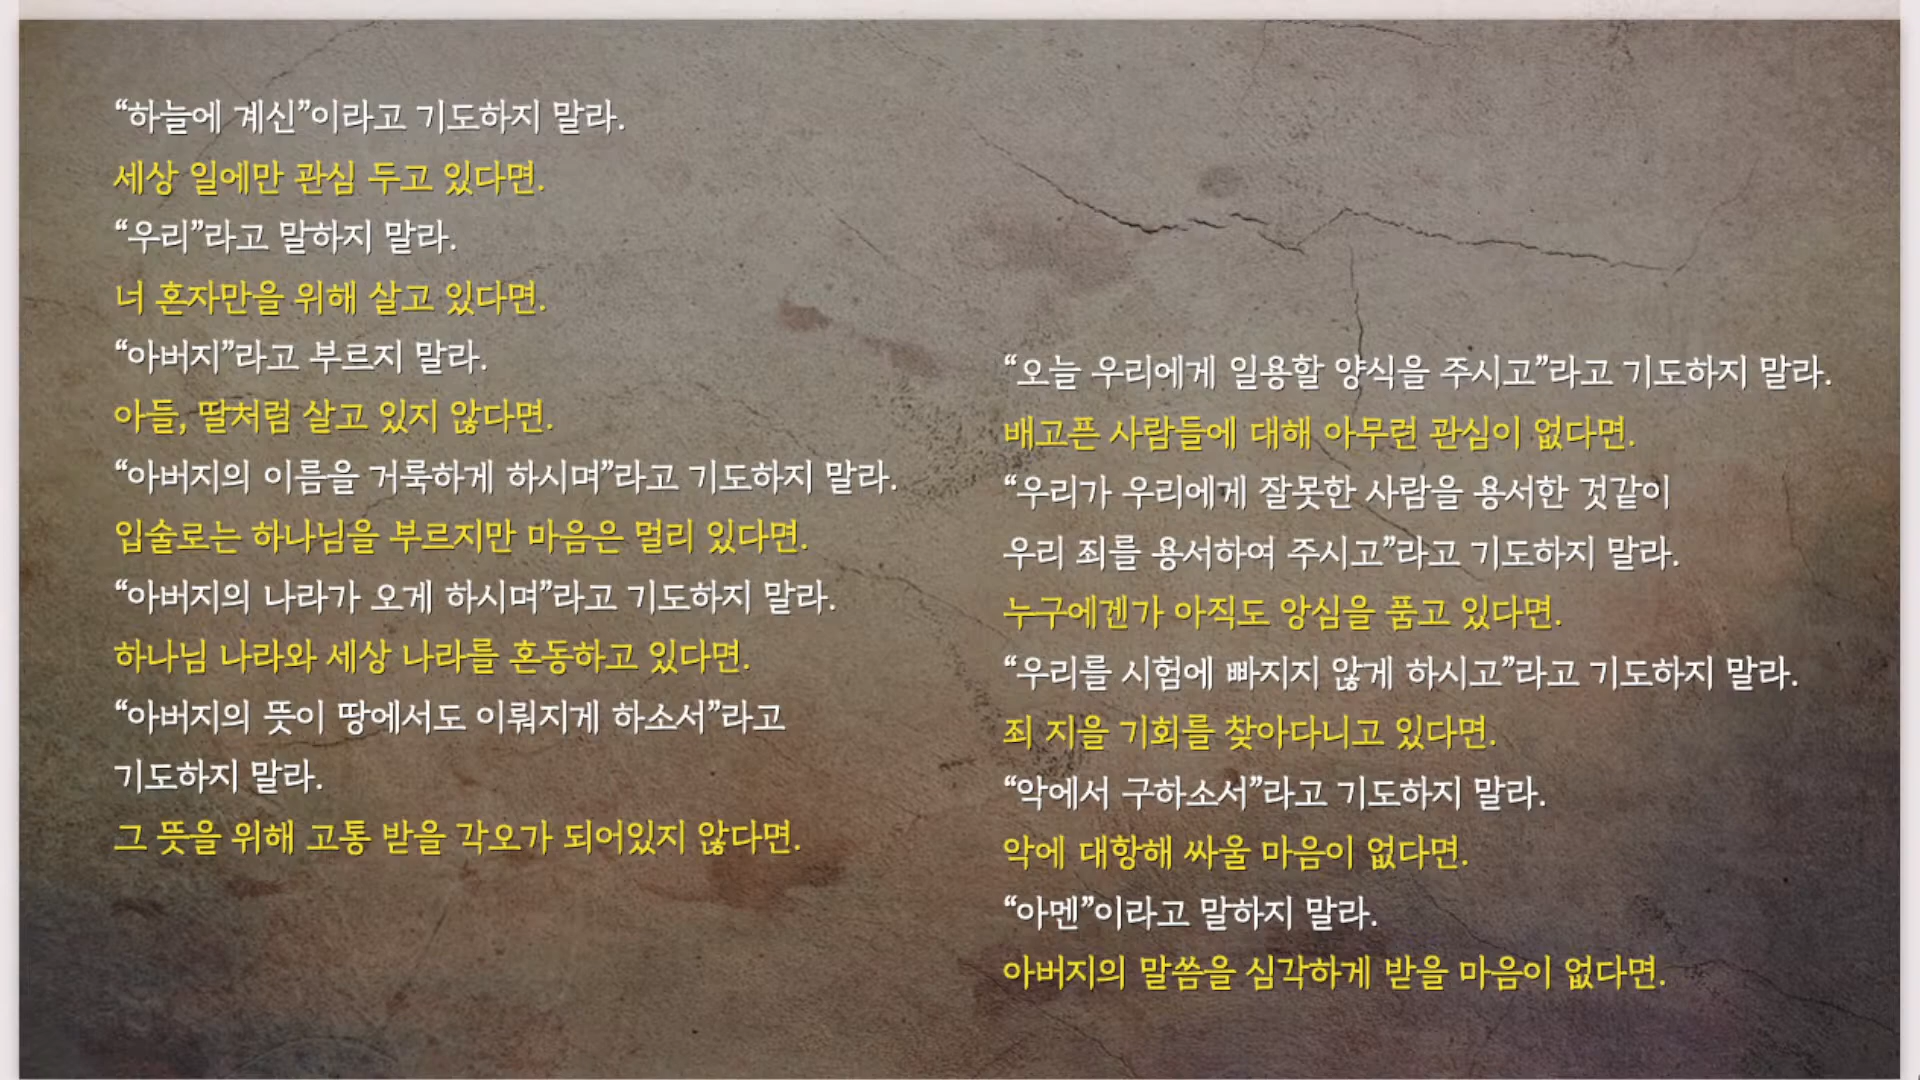 “하늘에 계신”이라고 기도하지 말라.
세상 일에만 관심 두고 있다면.
“우리”라고 말하지 말라.
너 혼자만을 위해 살고 있다면.
“아버지”라고 부르지 말라.
아들, 딸처럼 살고 있지 않다면.
“아버지의 이름을 거룩하게 하시며”라고 기도하지 말라.
입술로는 하나님을 부르지만 마음은 멀리 있다면.
“아버지의 나라가 오게 하시며”라고 기도하지 말라.
하나님 나라와 세상 나라를 혼동하고 있다면.
“아버지의 뜻이 땅에서도 이뤄지게 하소서”라고
기도하지 말라.
그 뜻을 위해 고통 받을 각오가 되어있지 않다면.
“오늘 우리에게 일용할 양식을 주시고”라고 기도하지 말라.
배고픈 사람들에 대해 아무런 관심이 없다면.
“우리가 우리에게 잘못한 사람을 용서한 것같이
우리 죄를 용서하여 주시고”라고 기도하지 말라.
누구에겐가 아직도 앙심을 품고 있다면.
“우리를 시험에 빠지지 않게 하시고”라고 기도하지 말라.
죄 지을 기회를 찾아다니고 있다면.
“악에서 구하소서”라고 기도하지 말라.
악에 대항해 싸울 마음이 없다면.
“아멘”이라고 말하지 말라.
아버지의 말씀을 심각하게 받을 마음이 없다면.